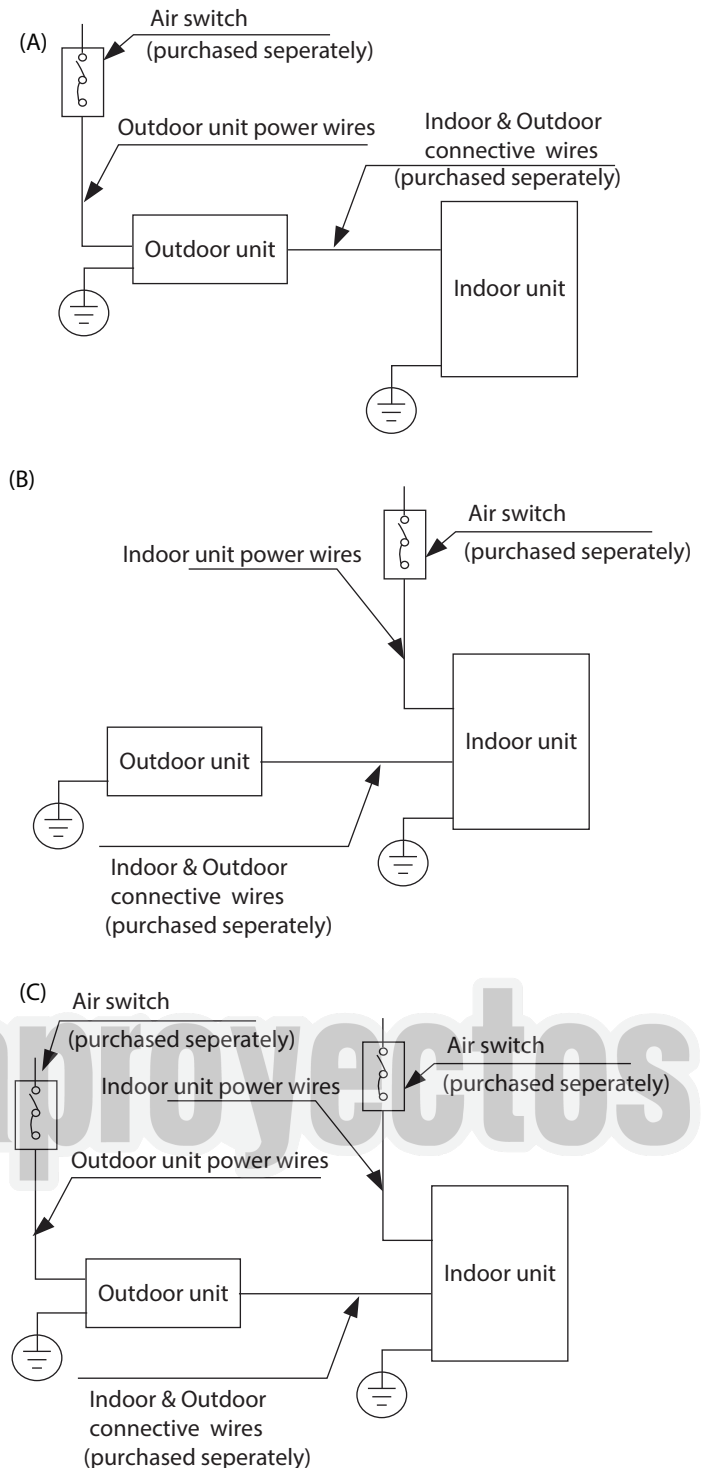 (A)
Air switch
(purchased seperately)
Outdoor unit power wires
Indoor & Outdoor
connective wires
(purchased seperately)
Outdoor unit
Indoor unit
(B)
Air switch
(purchased seperately)
Indoor unit power wires
Outdoor unit
Indoor unit
Indoor & Outdoor
connective wires
(purchased seperately)
(C)
Air switch
(purchased seperately)
Air switch
(purchased seperately)
Indoor unit power wires
Outdoor unit power wires
Outdoor unit
Indoor unit
Indoor & Outdoor
connective wires
(purchased seperately)
aproyectos